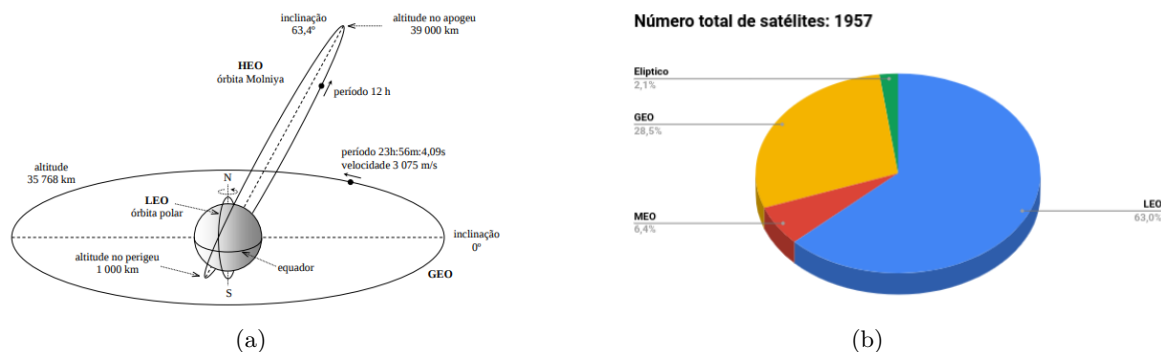 inclinação
63,4º
altitude no apogeu
39 000 km
HEO
órbita Molniya
período 12 h
período 23h:56m:4,09s
velocidade 3 075 m/s
altitude
35 768 km
N
LEO
órbita polar
inclinação
0º
altitude no perigeu
1 000 km
equador
GEO
S
(a)
Número total de satélites: 1957
Elíptico
2,1%
GEO
28,5%
MEO
6,4%
LEO
63,0%
(b)